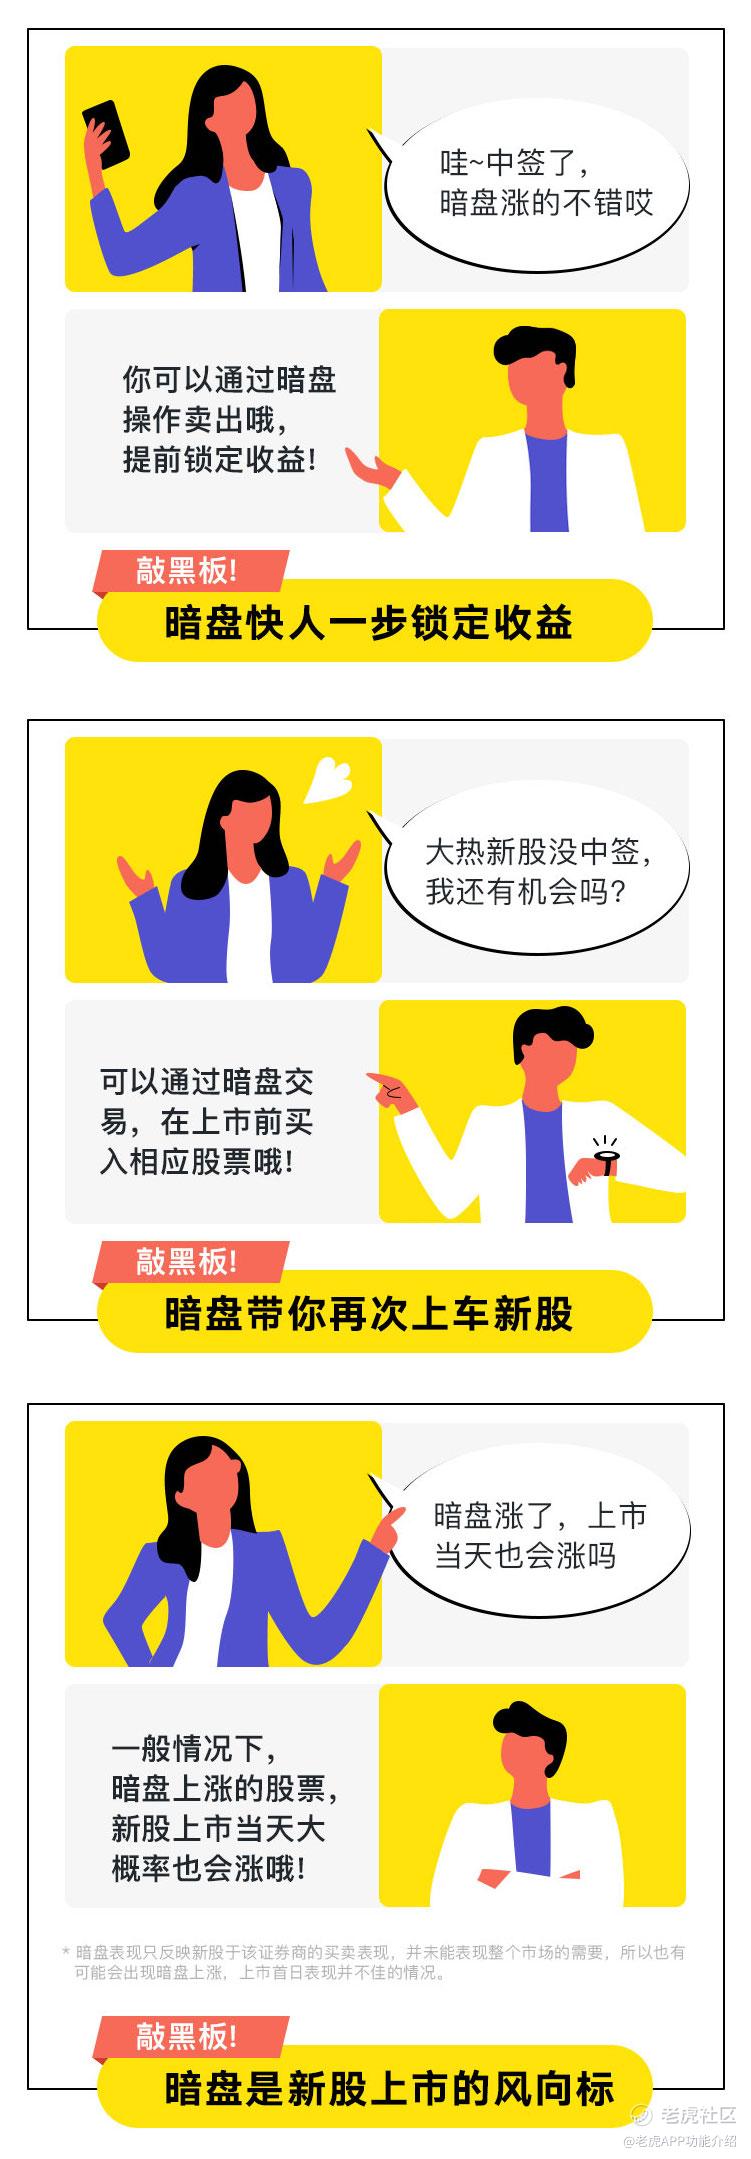 哇~中签了，
暗盘涨的不错哎
你可以通过暗盘
操作卖出哦，
提前锁定收益!
敲黑板!
暗盘快人一步锁定收益
大热新股没中签，
我还有机会吗?
可以通过暗盘交
易，在上市前买
入相应股票哦!
敲黑板!
暗盘带你再次上车新股
暗盘涨了，上市
当天也会涨吗
一般情况下，
暗盘上涨的股票，
新股上市当天大
概率也会涨哦!
* 暗盘表现只反映新股于该证券商的买卖表现，并未能表现整个市场的需要，所以也有
可能会出现暗盘上涨，上市首日表现并不佳的情况。
敲黑板!
暗盘是新股上市的风向标
老虎社区
@老虎APP功能介绍